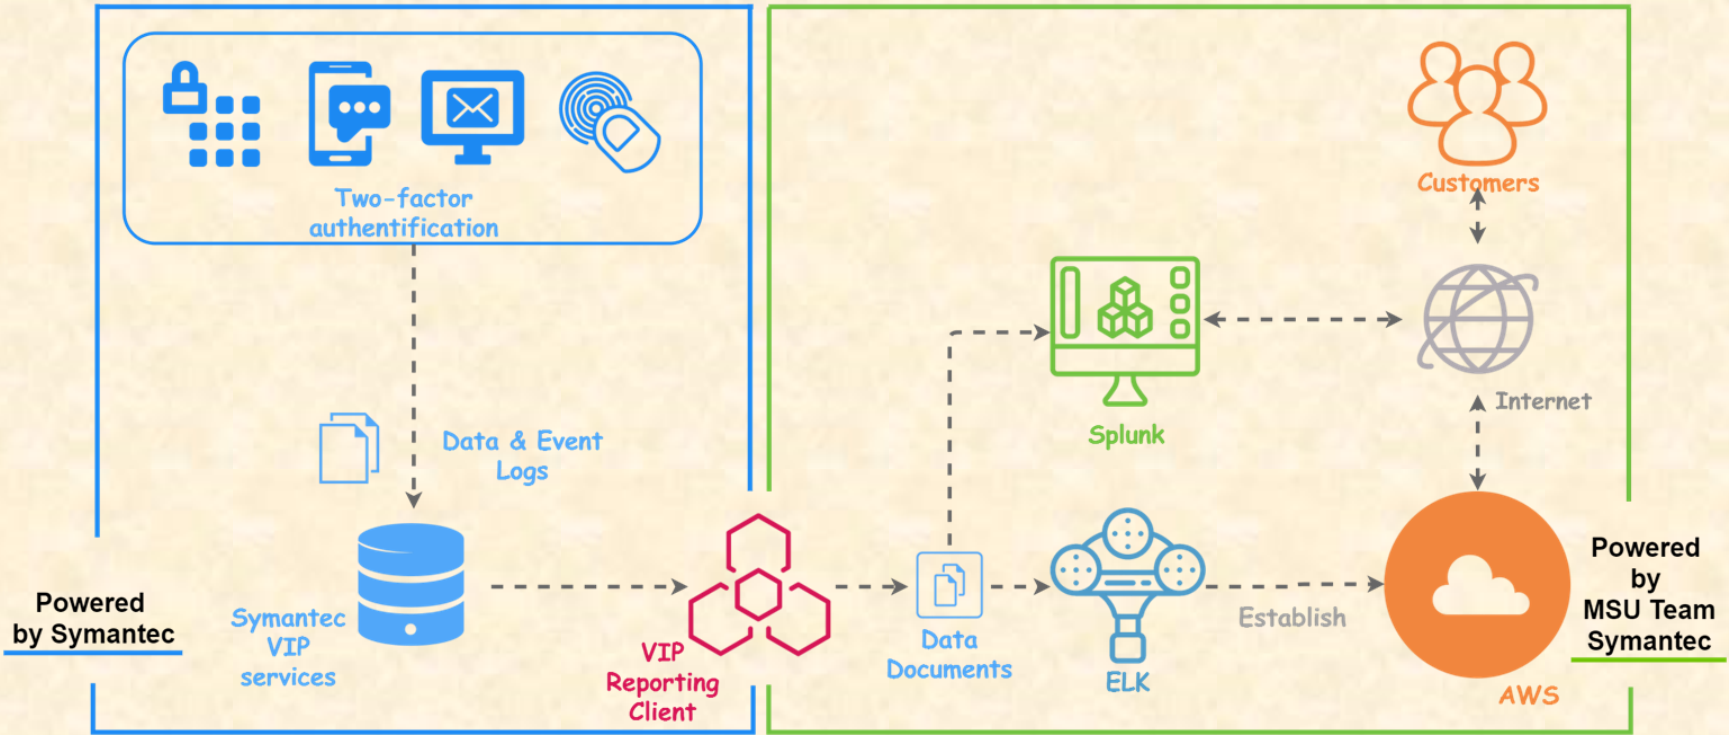 Two-factor
authentification
Data & Event
Logs
Powered
by Symantec
Symantec
VIP
services
VIP
Reporting
Client
Data
Documents
Splunk
ELK
Establish
Customers
Internet
AWS
Powered
by
MSU Team
Symantec